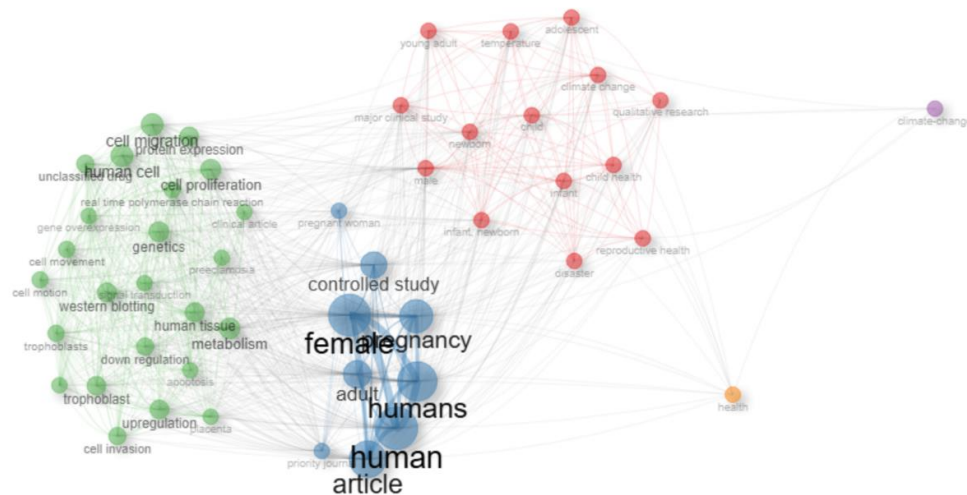 adolescent
young adult
temperature
climate change
qualitative research
major clinical study
climate-change
child
newborn
cell migration
protein expression
human cell
unclassified drug
child health
cell proliferation
male
infant
real time polymerase chain reaction
gene overexpression
clinical article
pregnant woman
infant, newborn
genetics
reproductive health
cell movement
preeclampsia
disaster
controlled study
cell motion
signal transduction
western blotting
human tissue
female
pregnancy
trophoblasts
metabolism
down regulation
apoptosis
adult
trophoblast
humans
health
upregulation
placenta
cell invasion
human
priority journal
article